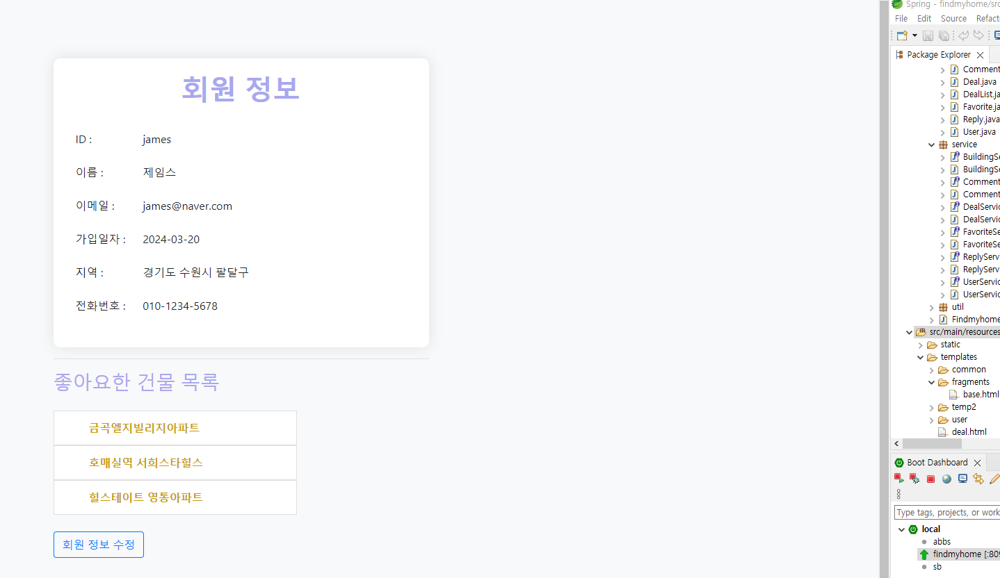 회원 정보
ID : james
이름 : 제임스
이메일 : james@naver.com
가입일자 : 2024-03-20
지역 : 경기도 수원시 팔달구
전화번호 : 010-1234-5678
좋아요한 건물 목록
금곡엘지빌리지아파트
호매실역 서희스타힐스
힐스테이트 영통아파트
회원 정보 수정
Spring - findmyhome/src
File Edit Source Refact
Package Explorer
Comment
Deal.java
DealList.ja
Favorite.ja
Reply.java
User.java
service
BuildingSe
BuildingSe
Comment
Comment
DealServic
DealServic
FavoriteSe
FavoriteSe
ReplyServ
ReplyServ
UserServic
UserServic
util
Findmyhome
src/main/resources
static
templates
common
fragments
base.html
temp2
user
deal.html
Boot Dashboard
Type tags, projects, or work
local
abbs
findmyhome [:809
sb